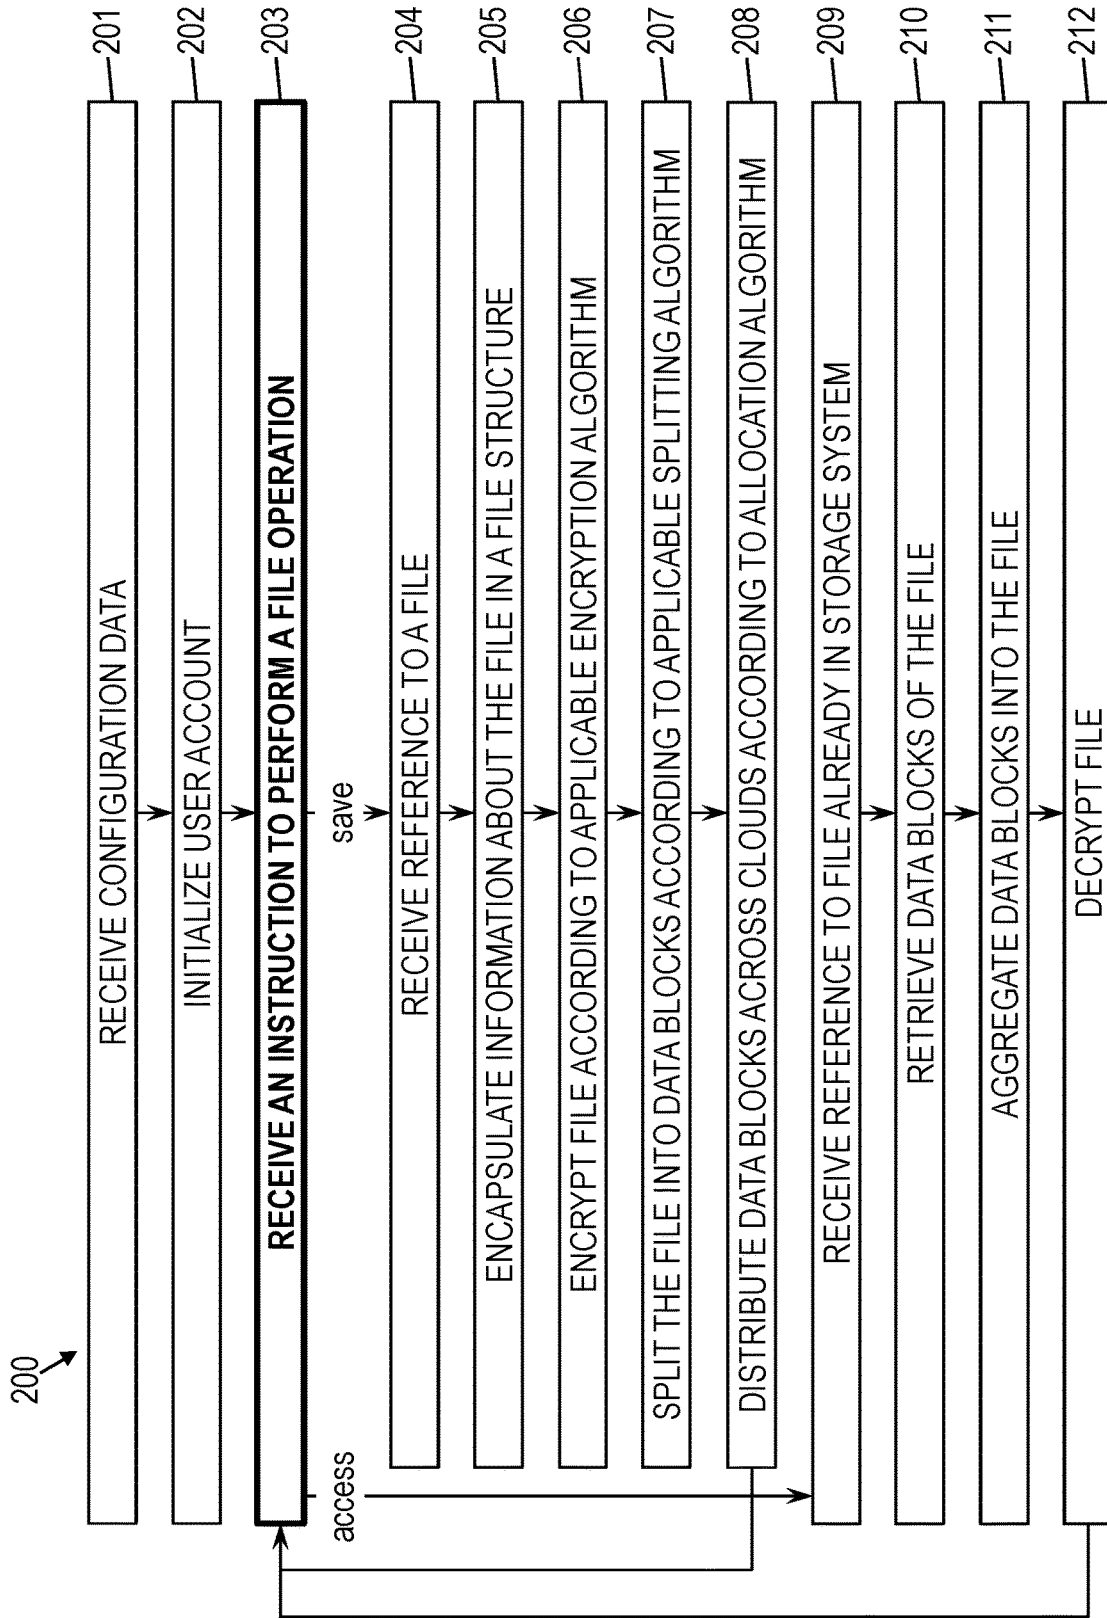 200
RECEIVE CONFIGURATION DATA
201
INITIALIZE USER ACCOUNT
202
RECEIVE AN INSTRUCTION TO PERFORM A FILE OPERATION
203
access
save
RECEIVE REFERENCE TO A FILE
204
ENCAPSULATE INFORMATION ABOUT THE FILE IN A FILE STRUCTURE
205
ENCRYPT FILE ACCORDING TO APPLICABLE ENCRYPTION ALGORITHM
206
SPLIT THE FILE INTO DATA BLOCKS ACCORDING TO APPLICABLE SPLITTING ALGORITHM
207
DISTRIBUTE DATA BLOCKS ACROSS CLOUDS ACCORDING TO ALLOCATION ALGORITHM
208
RECEIVE REFERENCE TO FILE ALREADY IN STORAGE SYSTEM
209
RETRIEVE DATA BLOCKS OF THE FILE
210
AGGREGATE DATA BLOCKS INTO THE FILE
211
DECRYPT FILE
212